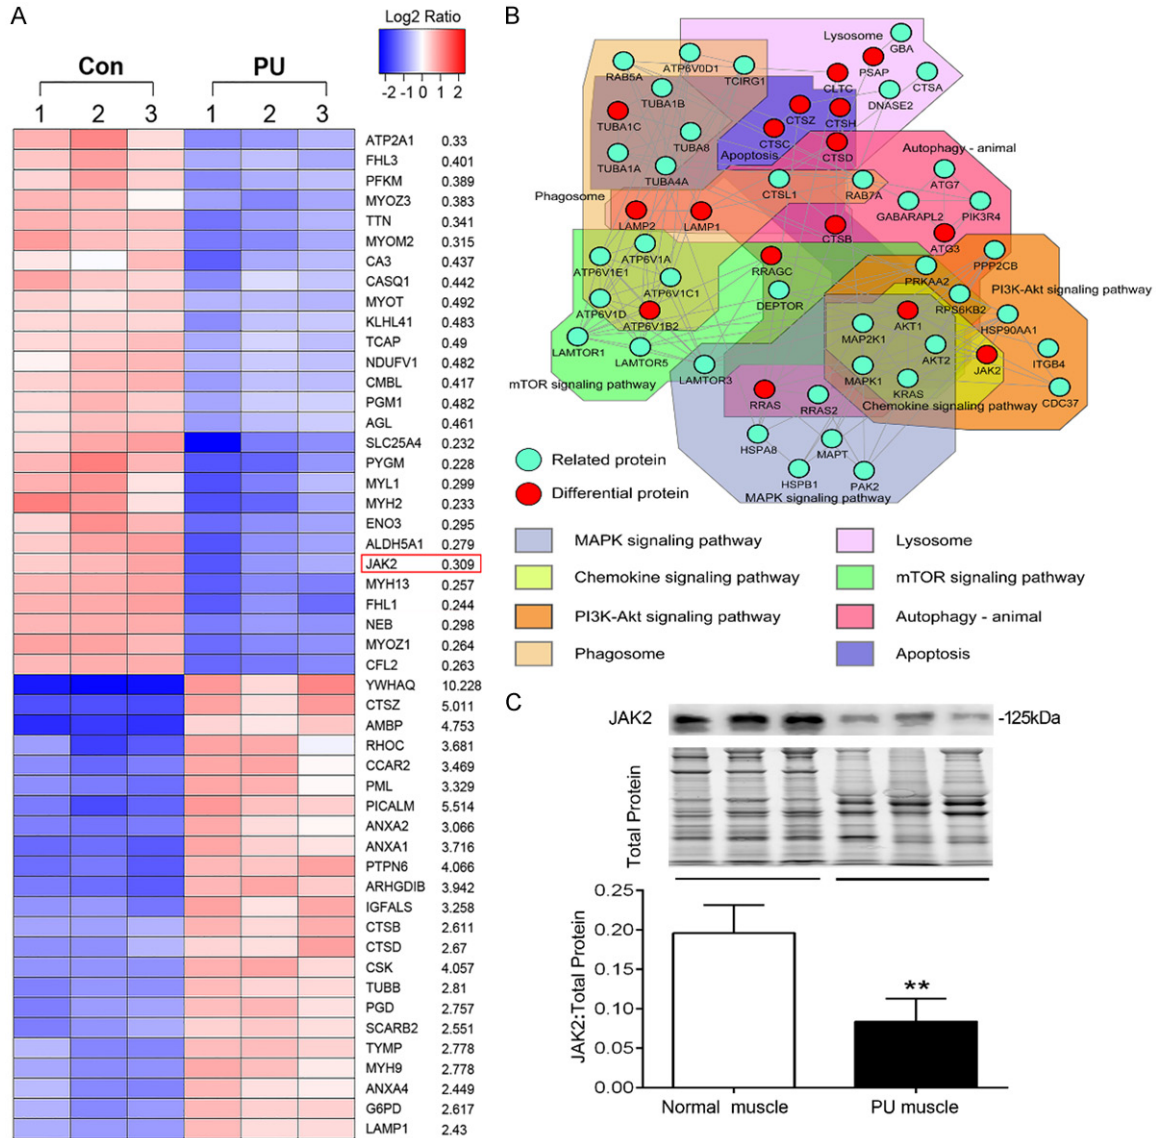 A
Log2 Ratio
-2 -1 0 1 2
Con PU
1 2 3 1 2 3
ATP2A1 0.33
FHL3 0.401
PFKM 0.389
MYOZ3 0.383
TTN 0.341
MYOM2 0.315
CA3 0.437
CASQ1 0.442
MYOT 0.492
KLHL41 0.483
TCAP 0.49
NDUFV1 0.482
CMBL 0.417
PGM1 0.482
AGL 0.461
SLC25A4 0.232
PYGM 0.228
MYL1 0.299
MYH2 0.233
ENO3 0.295
ALDH5A1 0.279
JAK2 0.309
MYH13 0.257
FHL1 0.244
NEB 0.298
MYOZ1 0.264
CFL2 0.263
YWHAQ 10.228
CTSZ 5.011
AMBP 4.753
RHOC 3.681
CCAR2 3.469
PML 3.329
PICALM 5.514
ANXA2 3.066
ANXA1 3.716
PTPN6 4.066
ARHGDIB 3.942
IGFALS 3.258
CTSB 2.611
CTSD 2.67
CSK 4.057
TUBB 2.81
PGD 2.757
SCARB2 2.551
TYMP 2.778
MYH9 2.778
ANXA4 2.449
G6PD 2.617
LAMP1 2.43
B
Lysosome
GBA
RAB5A
ATP6V0D1
TCIRG1
PSAP
CTSA
CLTC
DNASE2
TUBA1B
TUBA1C
CTSZ
CTSH
TUBA8
CTSC
CTSD
Apoptosis
Autophagy - animal
TUBA1A
TUBA4A
ATG7
Phagosome
CTSL1
RAB7A
GABARAPL2
PIK3R4
LAMP2
LAMP1
CTSB
ATG3
ATP6V1E1
ATP6V1A
RRAGC
PRKAA2
PPP2CB
ATP6V1C1
DEPTOR
PI3K-Akt signaling pathway
RPS6KB2
ATP6V1D
ATP6V1B2
AKT1
HSP90AA1
MAP2K1
LAMTOR1
LAMTOR5
AKT2
JAK2
ITGB4
mTOR signaling pathway
LAMTOR3
MAPK1
KRAS
CDC37
Chemokine signaling pathway
RRAS
RRAS2
HSPA8
MAPT
HSPB1
PAK2
MAPK signaling pathway
Related protein
Differential protein
MAPK signaling pathway
Lysosome
Chemokine signaling pathway
mTOR signaling pathway
PI3K-Akt signaling pathway
Autophagy - animal
Phagosome
Apoptosis
C
JAK2
-125kDa
Total Protein
JAK2:Total Protein
0.25
0.20
0.15
0.10
0.05
0.00
**
Normal muscle
PU muscle